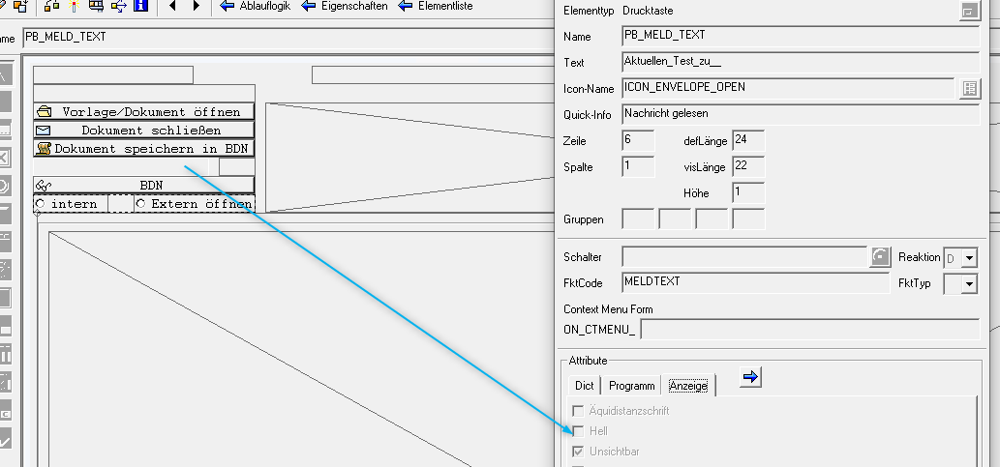 Ablauflogik Eigenschaften Elementliste
me PB_MELD_TEXT
Vorlage/Dokument öffnen
Dokument schließen
Dokument speichern in BDN
BDN
intern Extern öffnen
Elementtyp Drucktaste
Name PB_MELD_TEXT
Text Aktuellen_Test_zu__
Icon-Name ICON_ENVELOPE_OPEN
Quick-Info Nachricht gelesen
Zeile 6 defLänge 24
Spalte 1 visLänge 22
Höhe 1
Gruppen
Schalter Reaktion D
FktCode MELDTEXT FktTyp
Context Menu Form
ON_CTMENU_
Attribute
Dict Programm Anzeige
Äquidistanzschrift
Hell
Unsichtbar